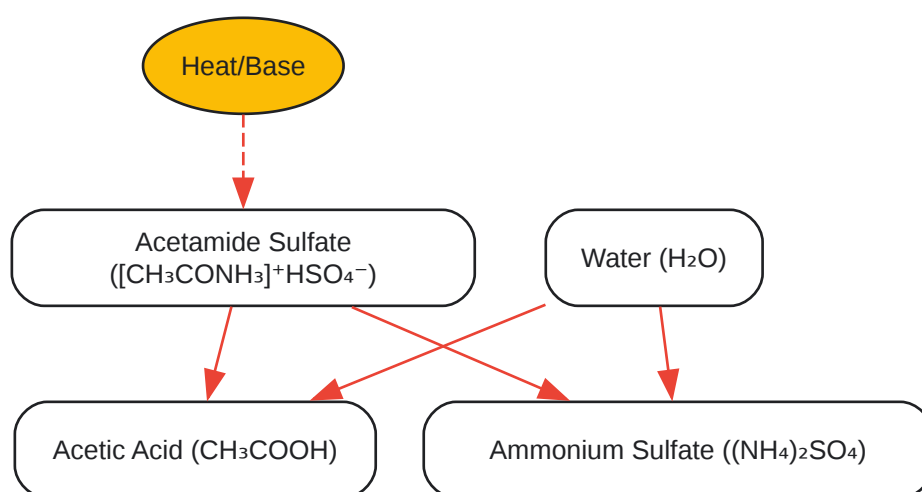 Heat/Base
Acetamide Sulfate
([CH₃CONH₃]⁺HSO₄⁻)
Water (H₂O)
Acetic Acid (CH₃COOH)
Ammonium Sulfate ((NH₄)₂SO₄)